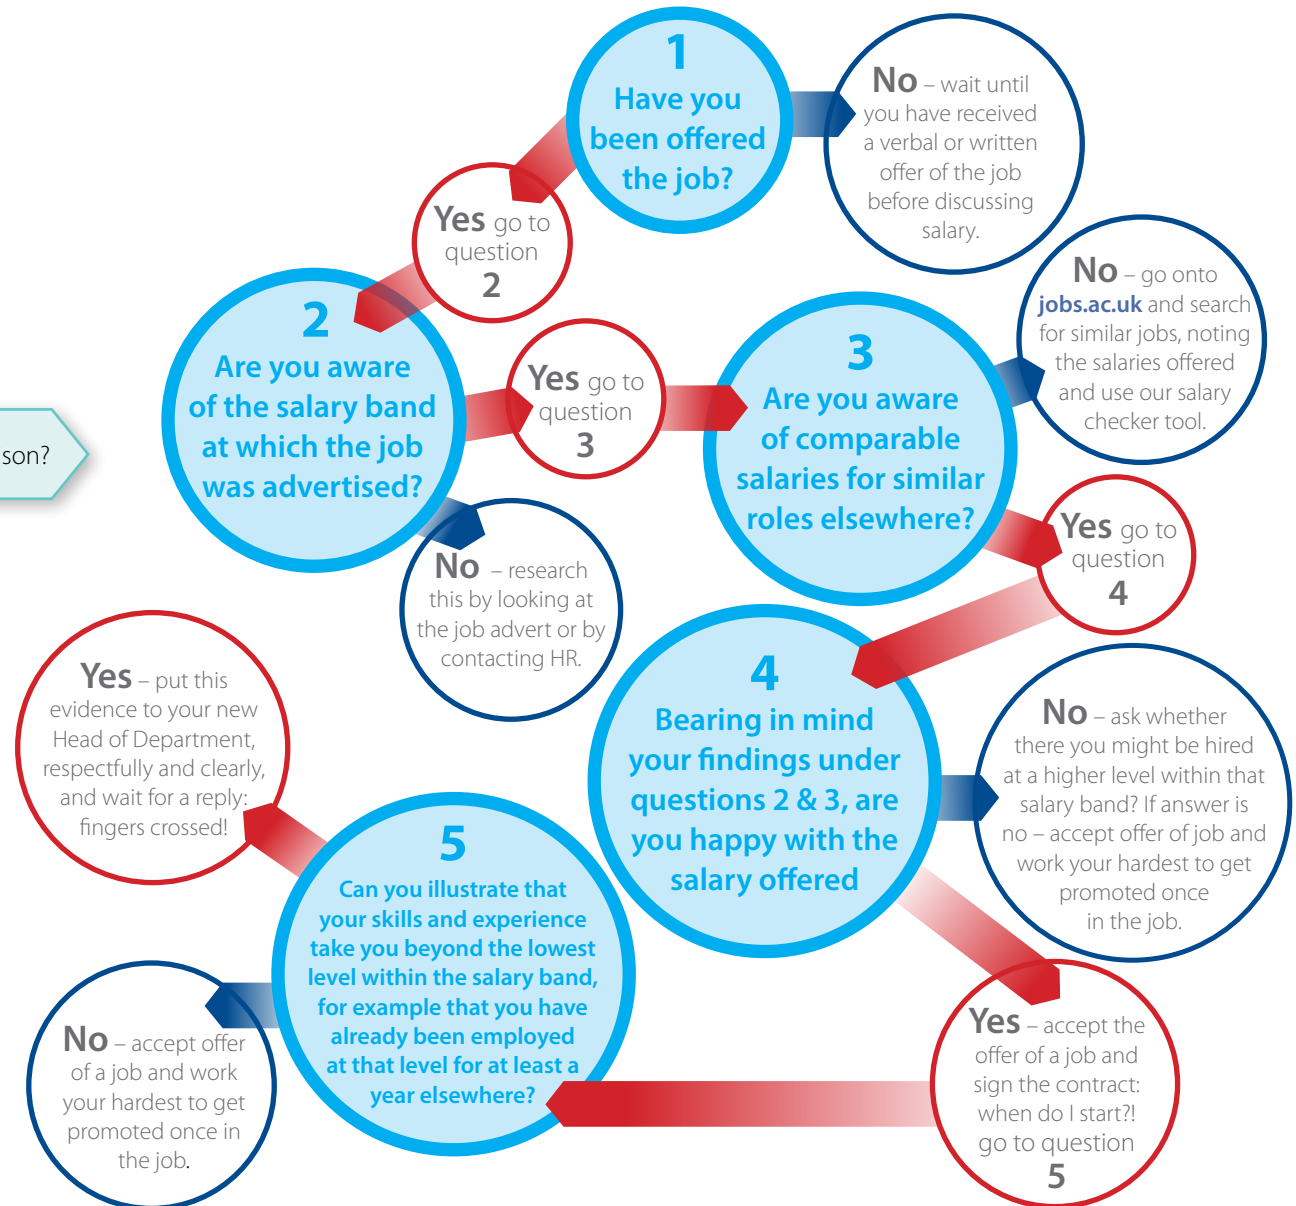 1
Have you
been offered
the job?
No – wait until
you have received
a verbal or written
offer of the job
before discussing
salary.
Yes go to
question
2
2
Are you aware
of the salary band
at which the job
was advertised?
Yes go to
question
3
3
Are you aware
of comparable
salaries for similar
roles elsewhere?
No – go onto
jobs.ac.uk and search
for similar jobs, noting
the salaries offered
and use our salary
checker tool.
son?
No – research
this by looking at
the job advert or by
contacting HR.
Yes go to
question
4
4
Bearing in mind
your findings under
questions 2 & 3, are
you happy with the
salary offered
No – ask whether
there you might be hired
at a higher level within that
salary band? If answer is
no – accept offer of job and
work your hardest to get
promoted once
in the job.
Yes – accept the
offer of a job and
sign the contract:
when do I start?!
go to question
5
5
Can you illustrate that
your skills and experience
take you beyond the lowest
level within the salary band,
for example that you have
already been employed
at that level for at least a
year elsewhere?
Yes – put this
evidence to your new
Head of Department,
respectfully and clearly,
and wait for a reply:
fingers crossed!
No – accept offer
of a job and work
your hardest to get
promoted once in
the job.